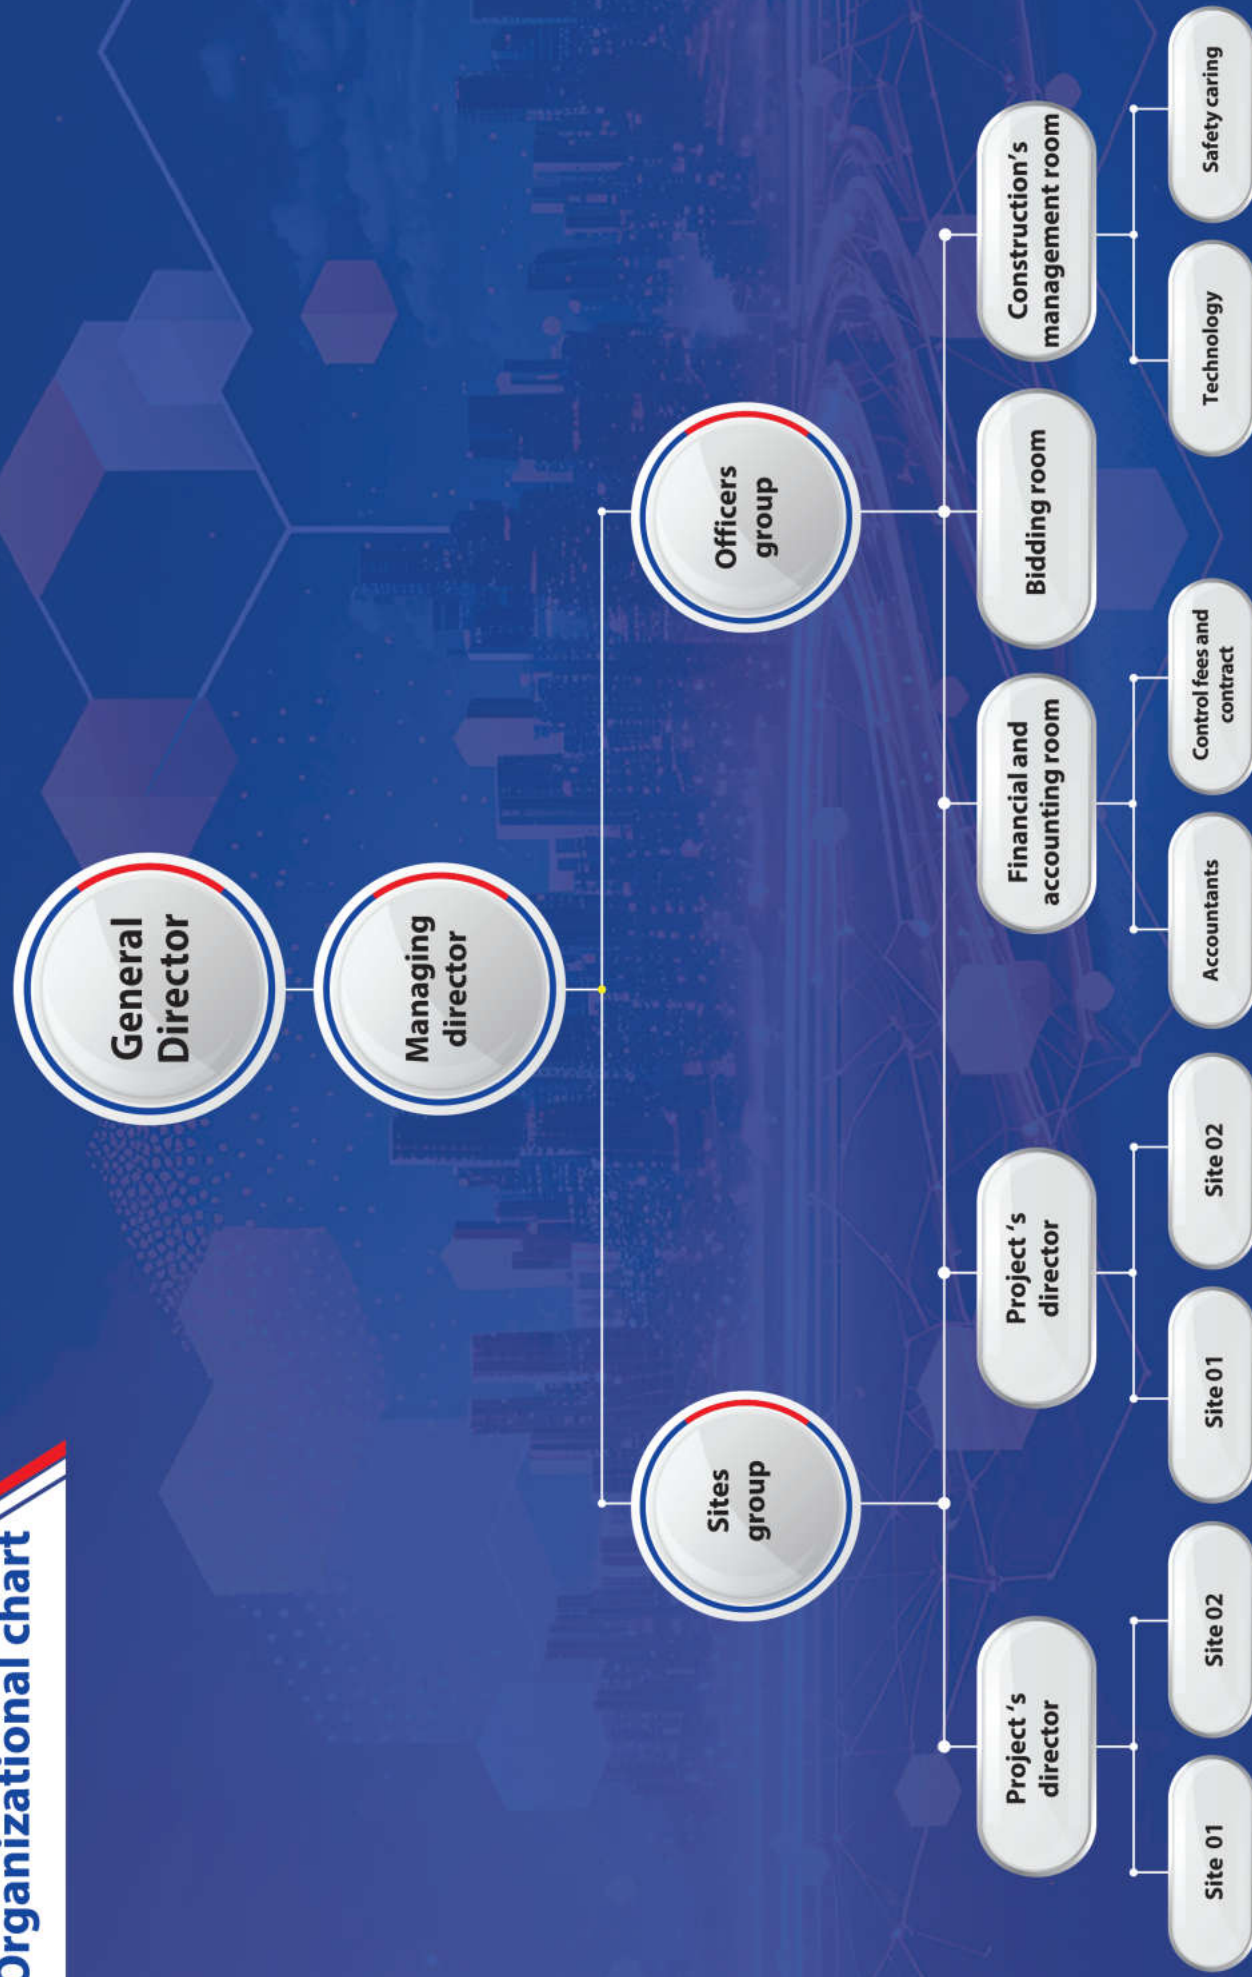 Organizational chart
General
Director
Managing
director
Sites
group
Officers
group
Project 's
director
Project 's
director
Financial and
accounting room
Bidding room
Construction's
management room
Site 01
Site 02
Site 01
Site 02
Accountants
Control fees and
contract
Technology
Safety caring